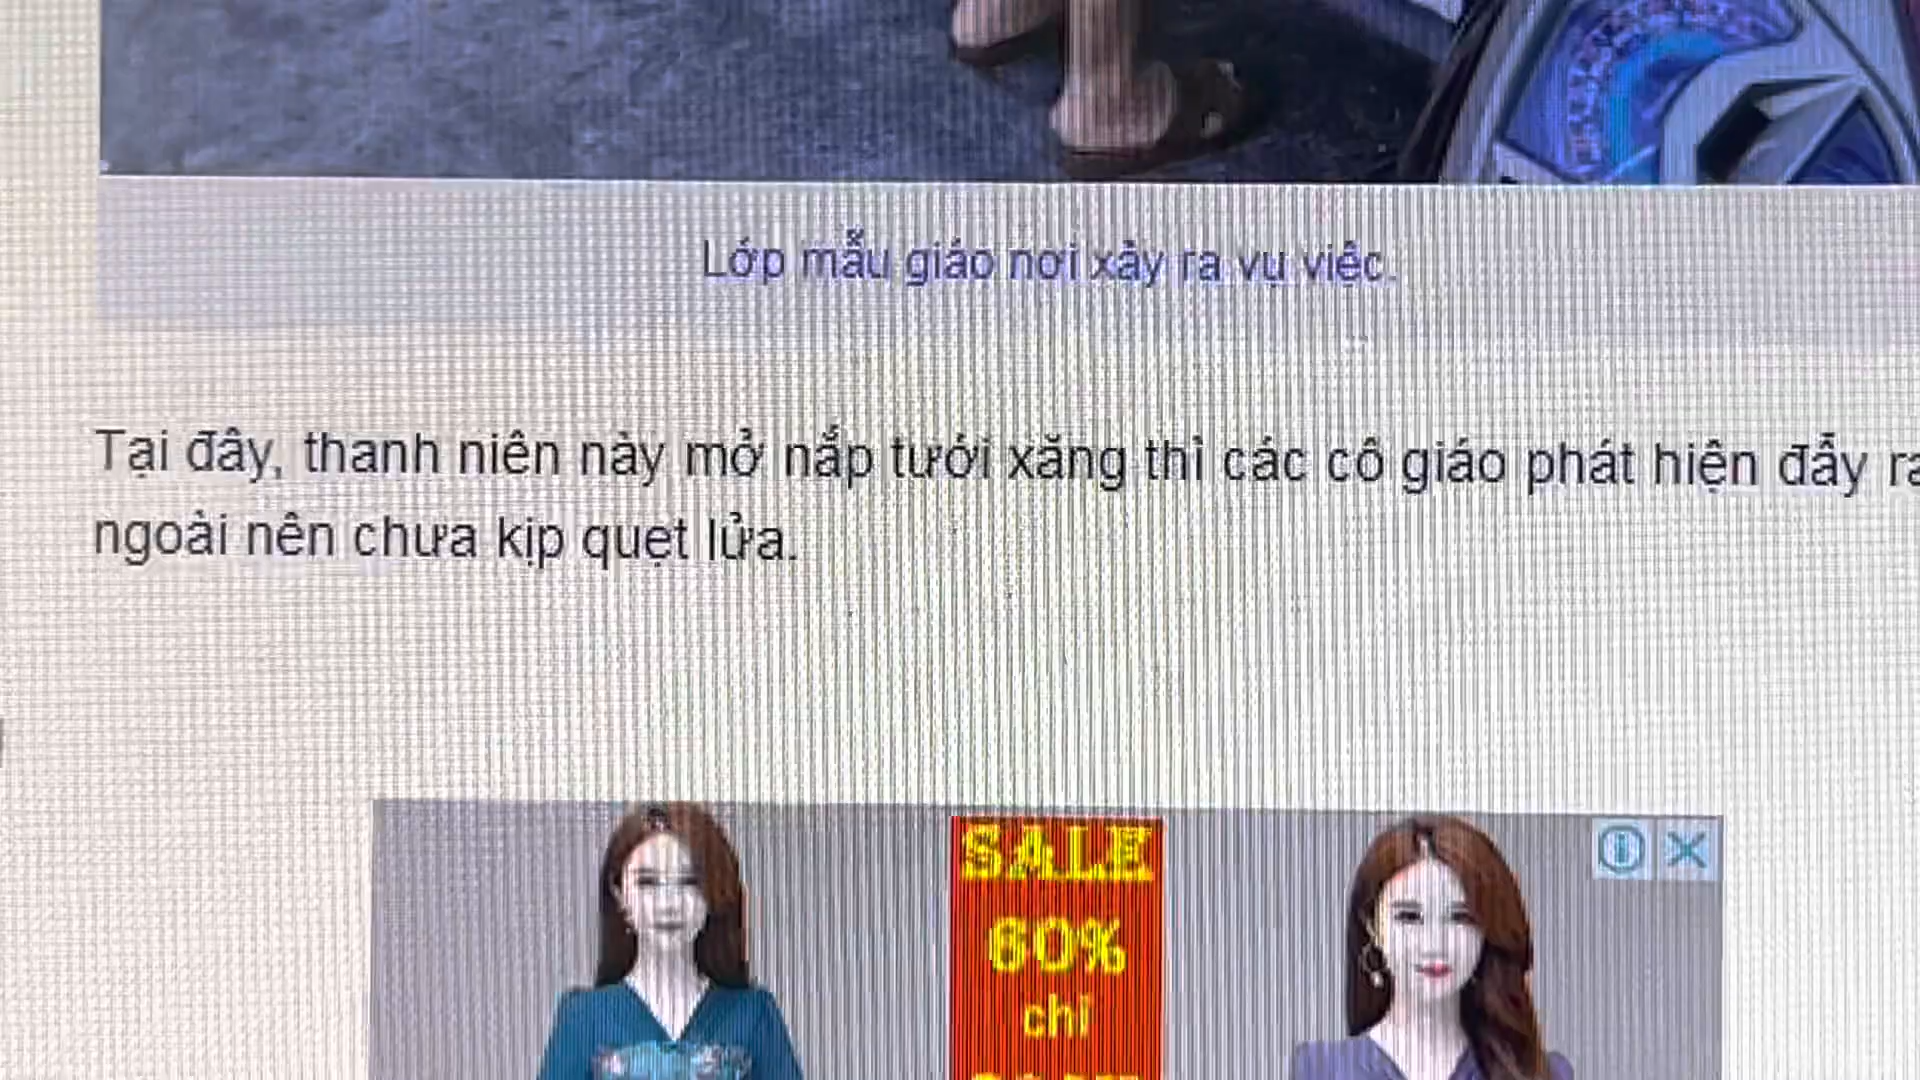 Lớp mẫu giáo nơi xảy ra vụ việc.
Tại đây, thanh niên này mở nắp tưới xăng thì các cô giáo phát hiện đẩy ra
ngoài nên chưa kịp quẹt lửa.
SALE
60%
chỉ